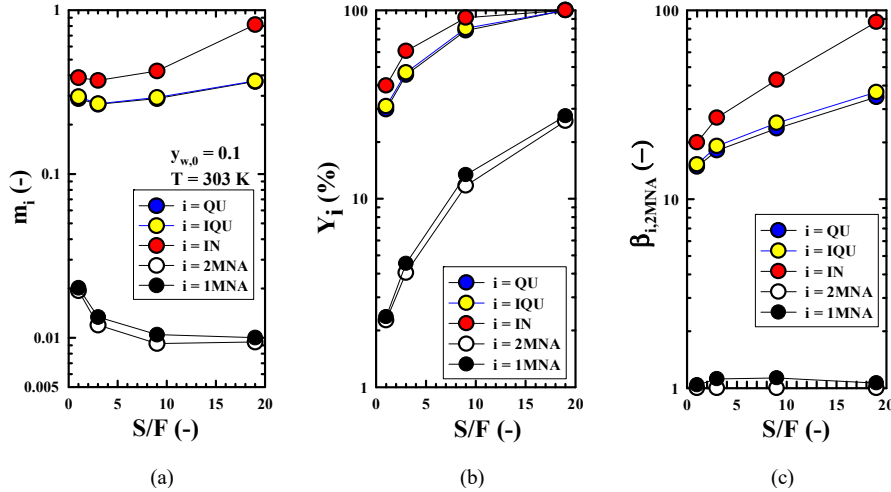 1
0.1
0.01
0.005
m_i (-)
y_w,0 = 0.1
T = 303 K
i = QU
i = IQU
i = IN
i = 2MNA
i = 1MNA
0 5 10 15 20
S/F (-)
(a)
100
10
1
Y_i (%)
i = QU
i = IQU
i = IN
i = 2MNA
i = 1MNA
0 5 10 15 20
S/F (-)
(b)
100
10
1
β_i,2MNA (−)
i = QU
i = IQU
i = IN
i = 2MNA
i = 1MNA
0 5 10 15 20
S/F (-)
(c)